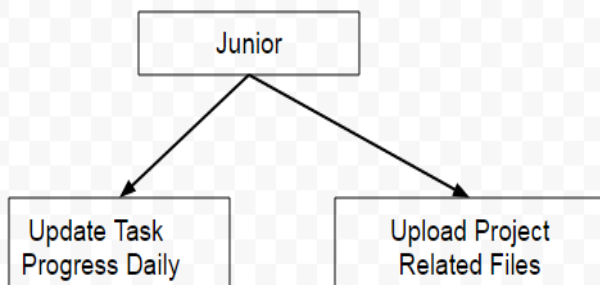 Junior
Update Task
Progress Daily
Upload Project
Related Files